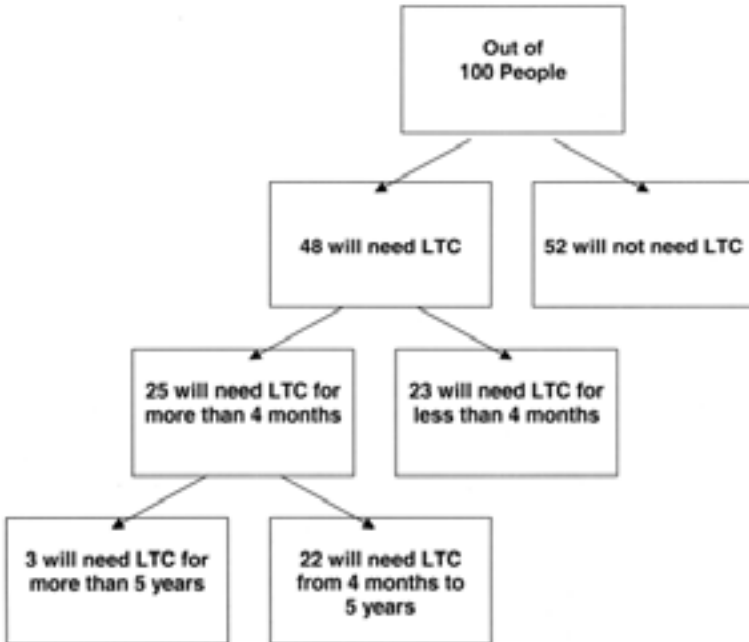 Out of
100 People
48 will need LTC
52 will not need LTC
25 will need LTC for
more than 4 months
23 will need LTC for
less than 4 months
3 will need LTC for
more than 5 years
22 will need LTC
from 4 months to
5 years